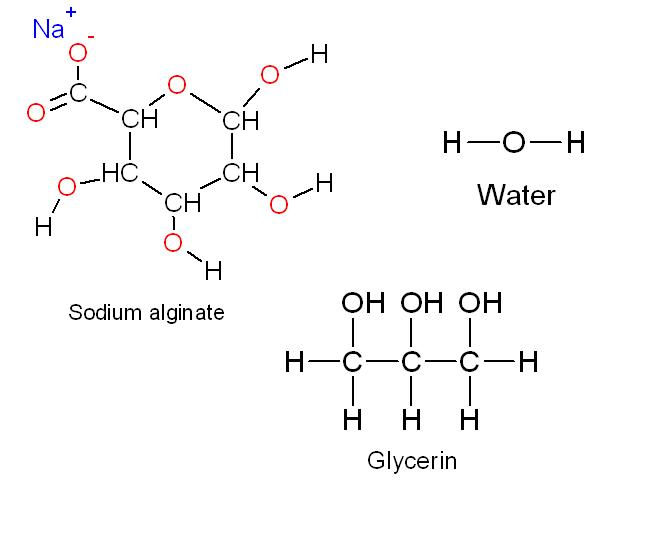 Na+
O-
O
C
O
O
H
CH
CH
HC
CH
CH
O
H
O
H
O
H
H O H
Water
Sodium alginate
OH OH OH
H C C C H
H H H
Glycerin